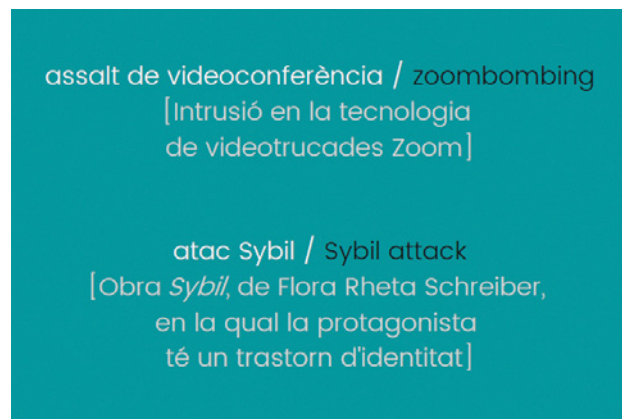 assalt de videoconferència / zoombombing
[Intrusió en la tecnologia
de videotrucades Zoom]
atac Sybil / Sybil attack
[Obra Sybil, de Flora Rheta Schreiber,
en la qual la protagonista
té un trastorn d'identitat]